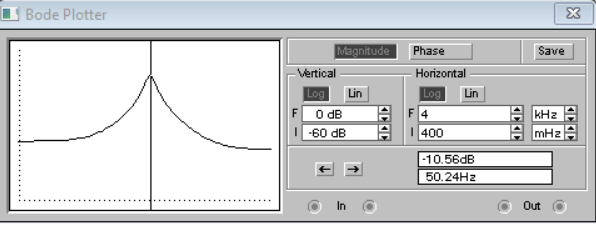 Bode Plotter
Magnitude Phase Save
Vertical Horizontal
Log Lin Log Lin
F 0 dB F 4 kHz
I -60 dB I 400 mHz
← → -10.56dB
50.24Hz
In Out